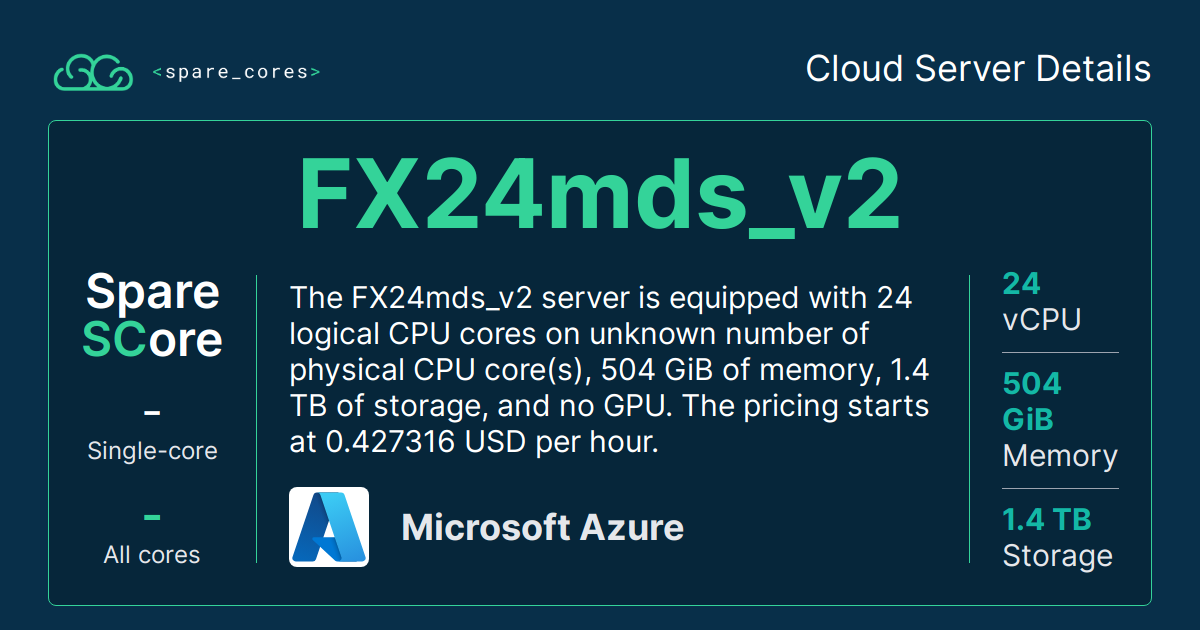 <spare_cores>
Cloud Server Details
FX24mds_v2
Spare
SCore
–
Single-core
–
All cores
The FX24mds_v2 server is equipped with 24
logical CPU cores on unknown number of
physical CPU core(s), 504 GiB of memory, 1.4
TB of storage, and no GPU. The pricing starts
at 0.427316 USD per hour.
Microsoft Azure
24
vCPU
504
GiB
Memory
1.4 TB
Storage